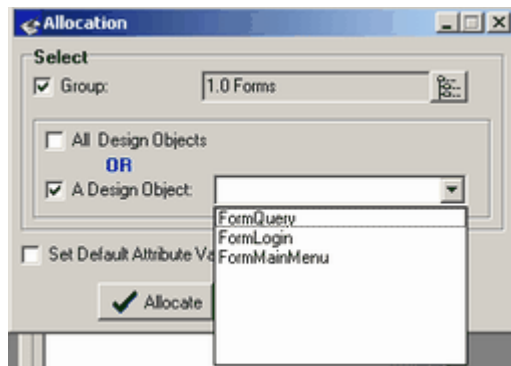 Allocation
Select
Group: 1.0 Forms
All Design Objects
OR
A Design Object:
FormQuery
FormLogin
FormMainMenu
Set Default Attribute Va
Allocate